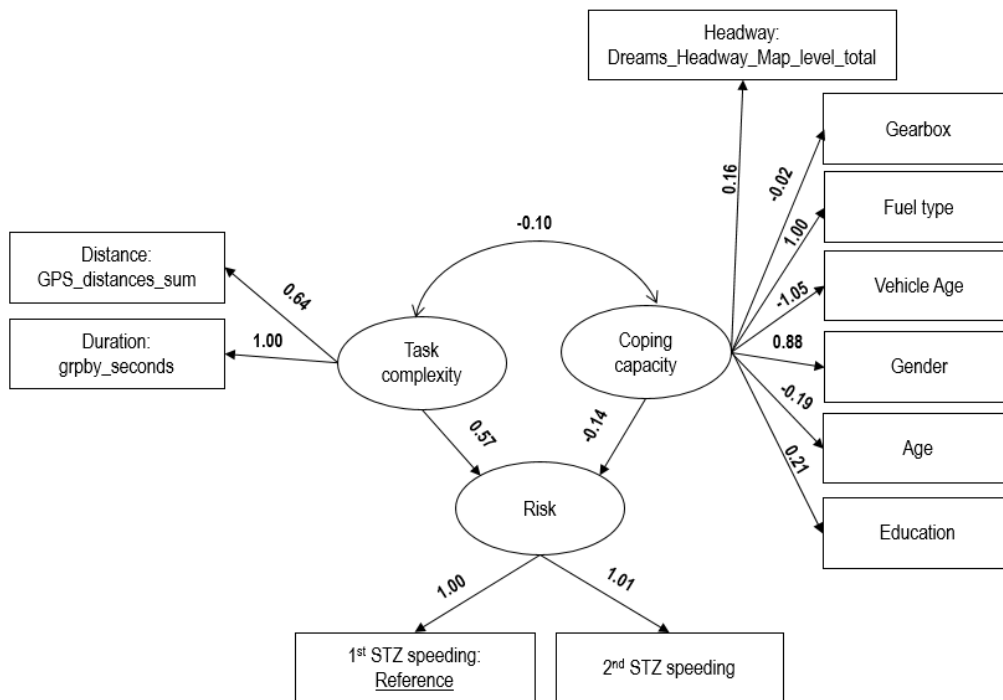 Headway:
Dreams_Headway_Map_level_total
Gearbox
-0.02
0.16
Fuel type
1.00
-0.10
Distance:
GPS_distances_sum
0.64
Vehicle Age
-1.05
Duration:
grpby_seconds
1.00
Task
complexity
Coping
capacity
0.88
Gender
-0.19
Age
0.21
0.57
-0.14
Risk
Education
1.00
1.01
1st STZ speeding:
Reference
2nd STZ speeding